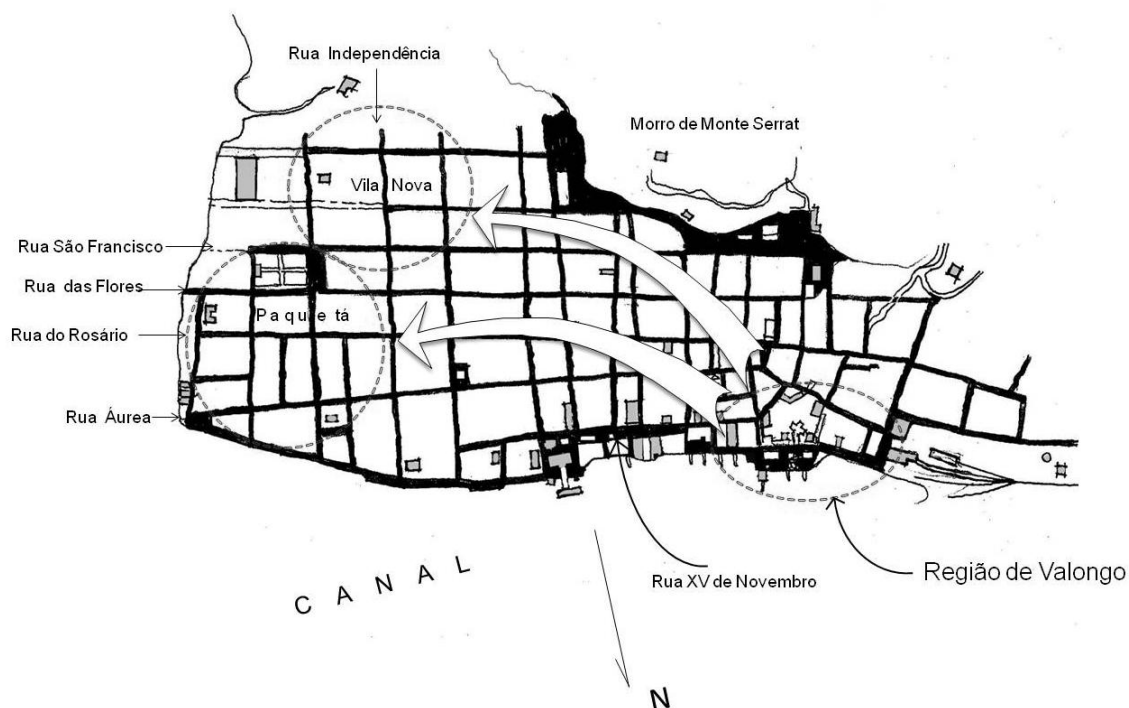 Rua Independência
Morro de Monte Serrat
Vila Nova
Rua São Francisco
Rua das Flores
Paquetá
Rua do Rosário
Rua Áurea
Região de Valongo
Rua XV de Novembro
CANAL
N